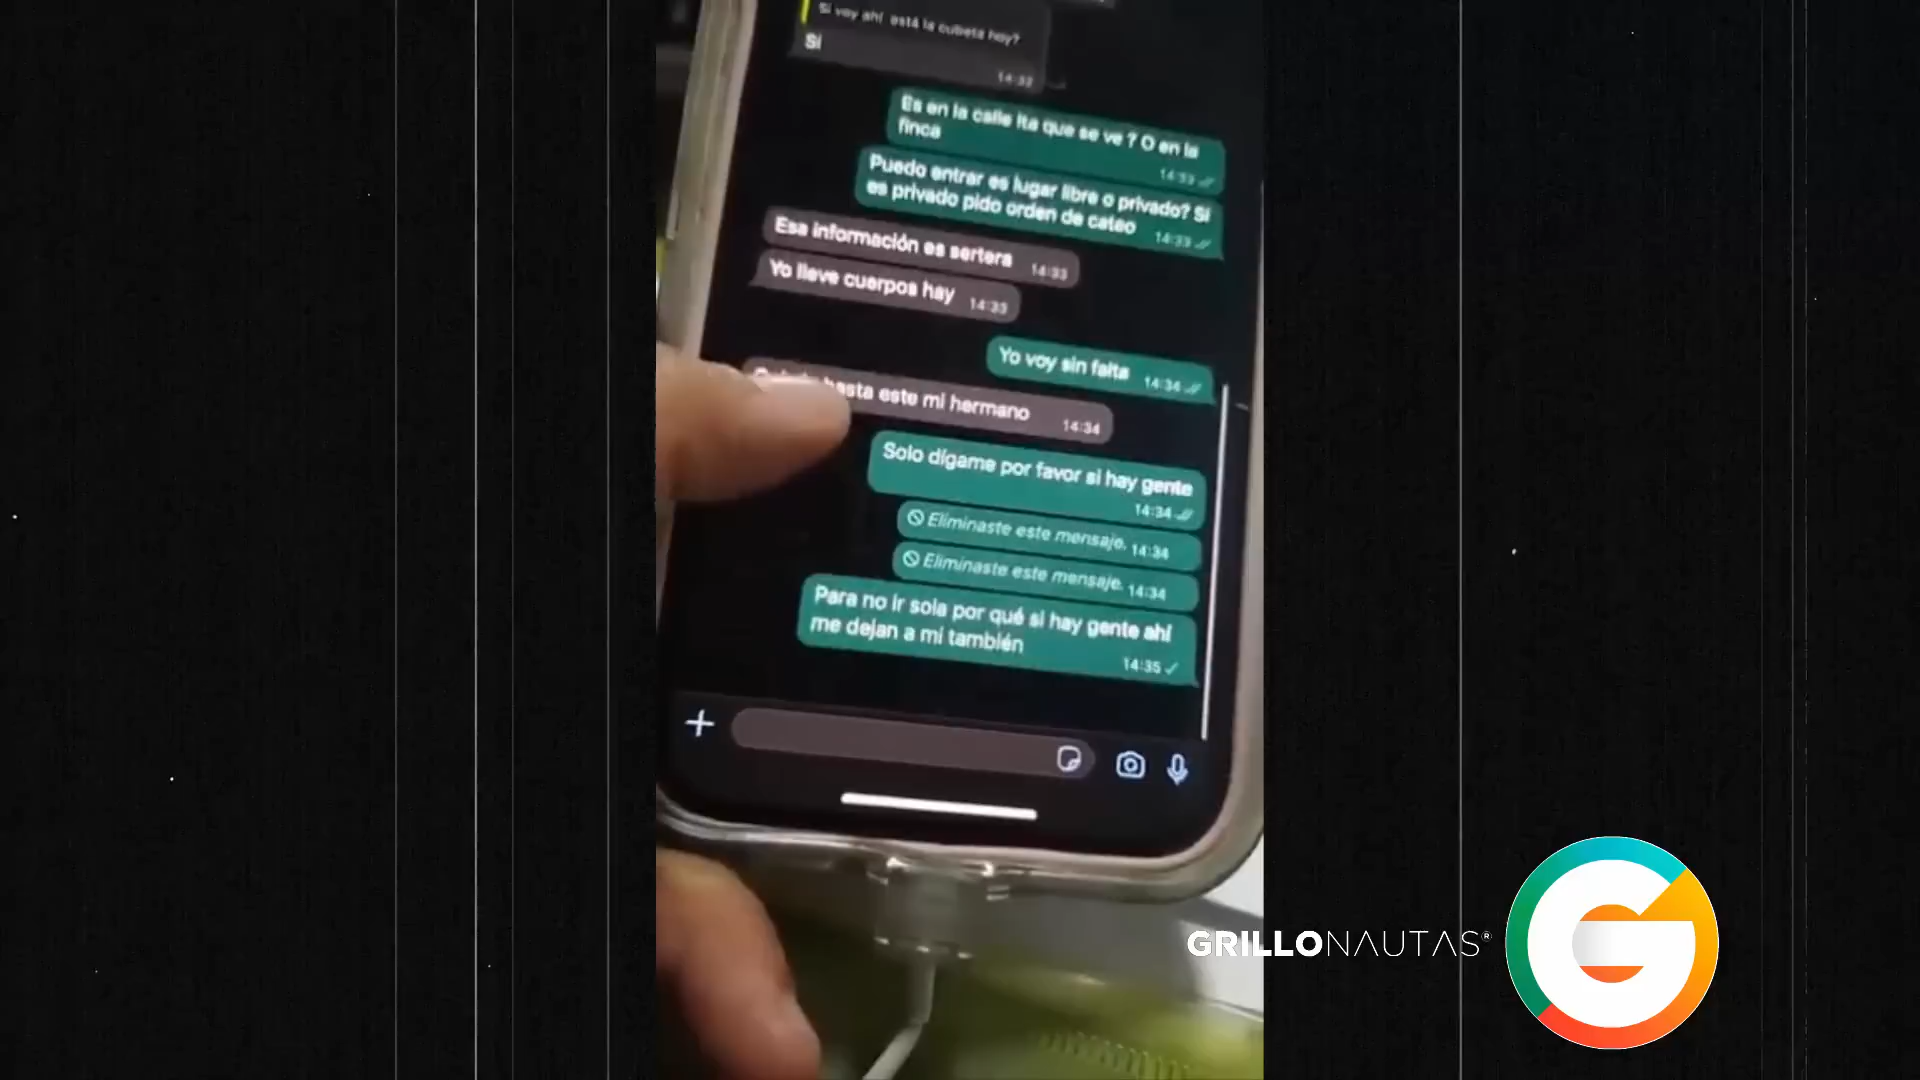 Si voy ahí está la cubeta hoy?
Si
14:32
Es en la calle ita que se ve ? O en la
finca
14:33
Puedo entrar es lugar libre o privado? Si
es privado pido orden de cateo
14:33
Esa información es sertera 14:33
Yo lleve cuerpos hay 14:33
Yo voy sin falta 14:34
hasta este mi hermano 14:34
Solo dígame por favor si hay gente
14:34
Eliminaste este mensaje. 14:34
Eliminaste este mensaje. 14:34
Para no ir sola por qué si hay gente ahí
me dejan a mi también
14:35
GRILLONAUTAS®
G